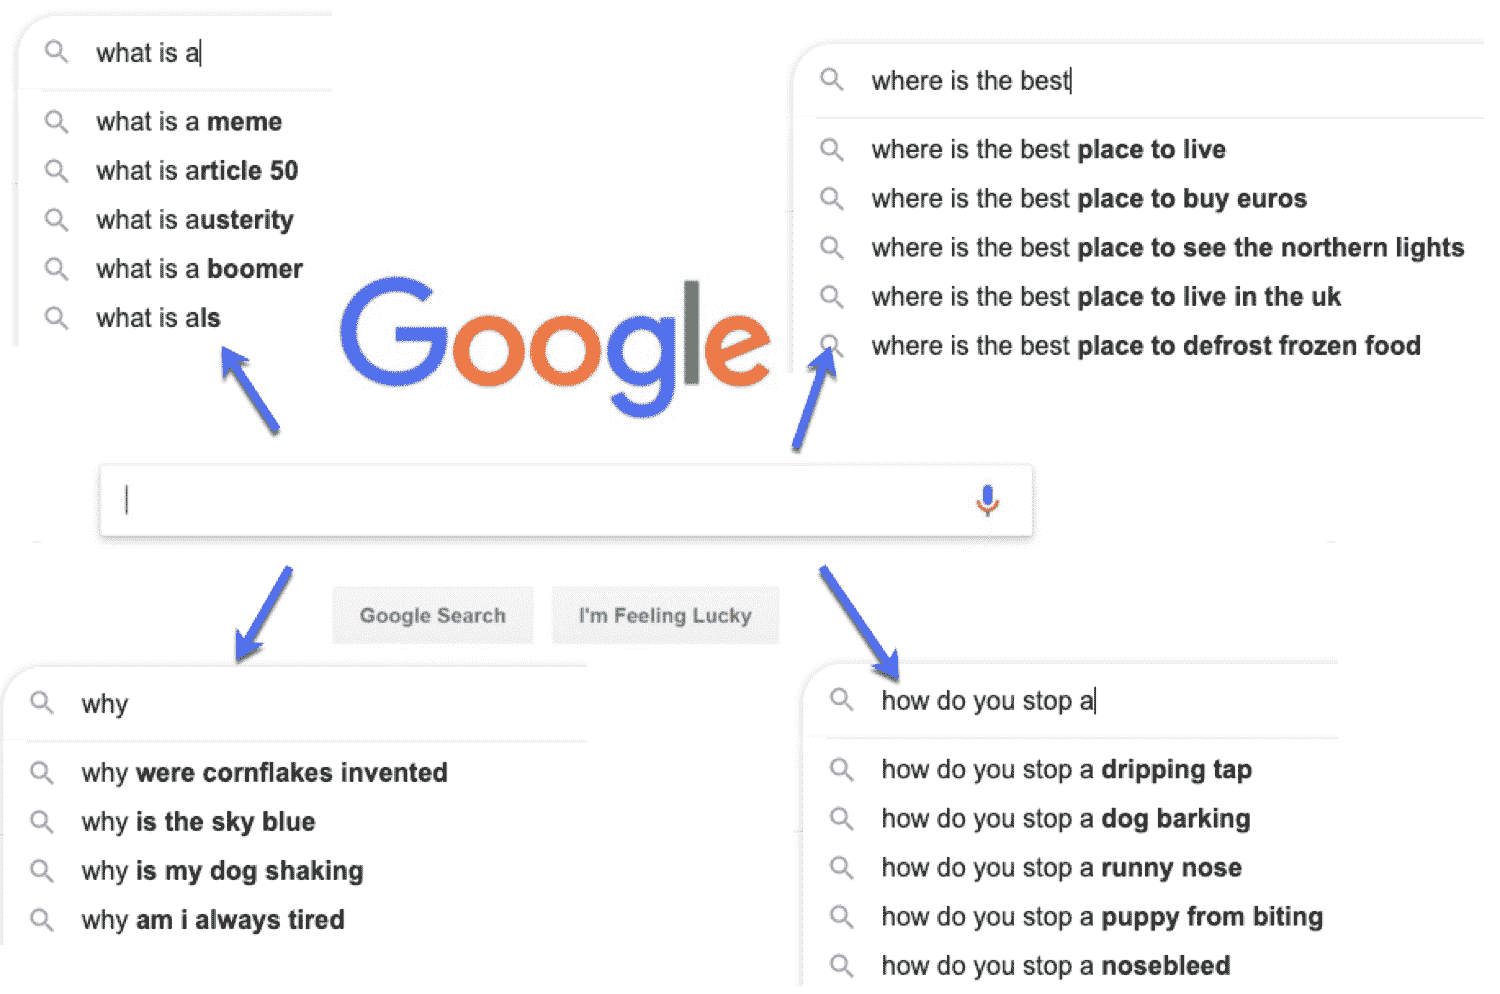 what is a
what is a meme
what is article 50
what is austerity
what is a boomer
what is als
where is the best
where is the best place to live
where is the best place to buy euros
where is the best place to see the northern lights
where is the best place to live in the uk
where is the best place to defrost frozen food
Google
Google Search
I'm Feeling Lucky
why
why were cornflakes invented
why is the sky blue
why is my dog shaking
why am i always tired
how do you stop a
how do you stop a dripping tap
how do you stop a dog barking
how do you stop a runny nose
how do you stop a puppy from biting
how do you stop a nosebleed